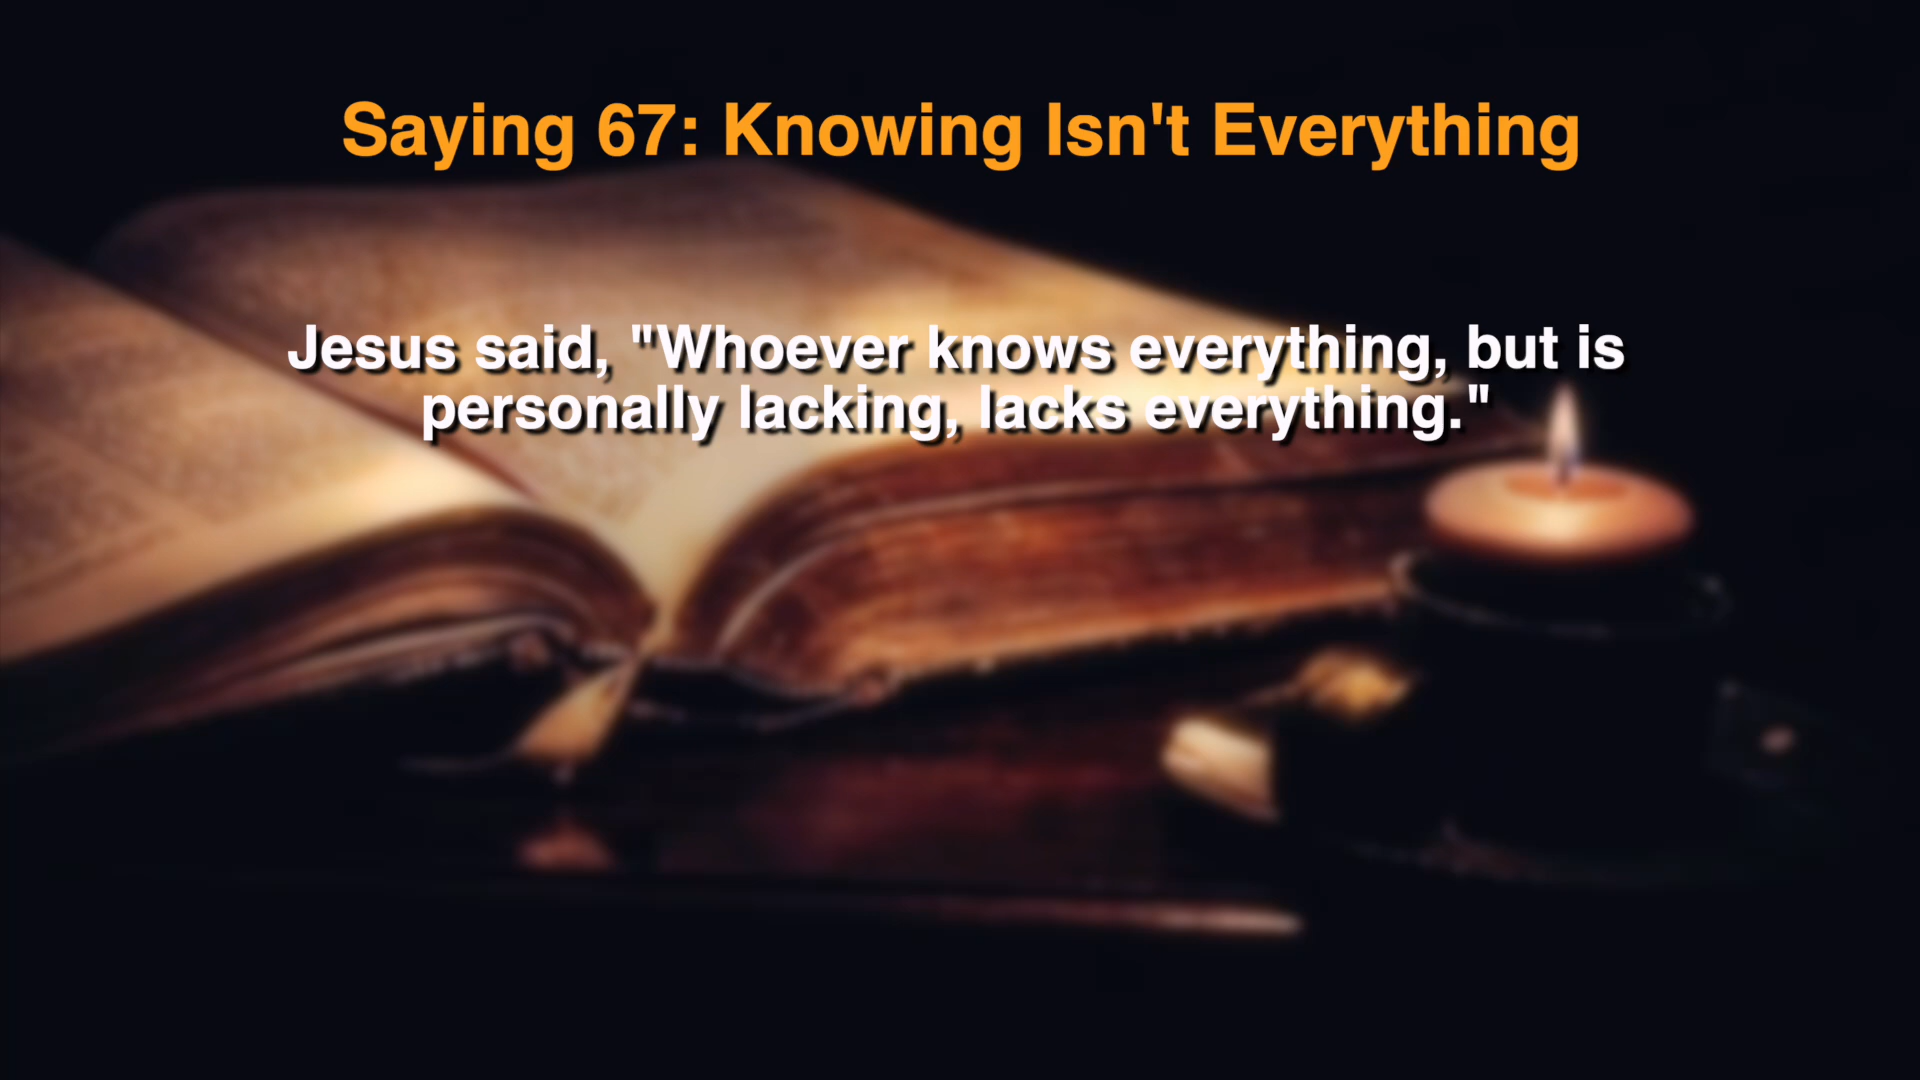 Saying 67: Knowing Isn't Everything
Jesus said, "Whoever knows everything, but is
personally lacking, lacks everything."